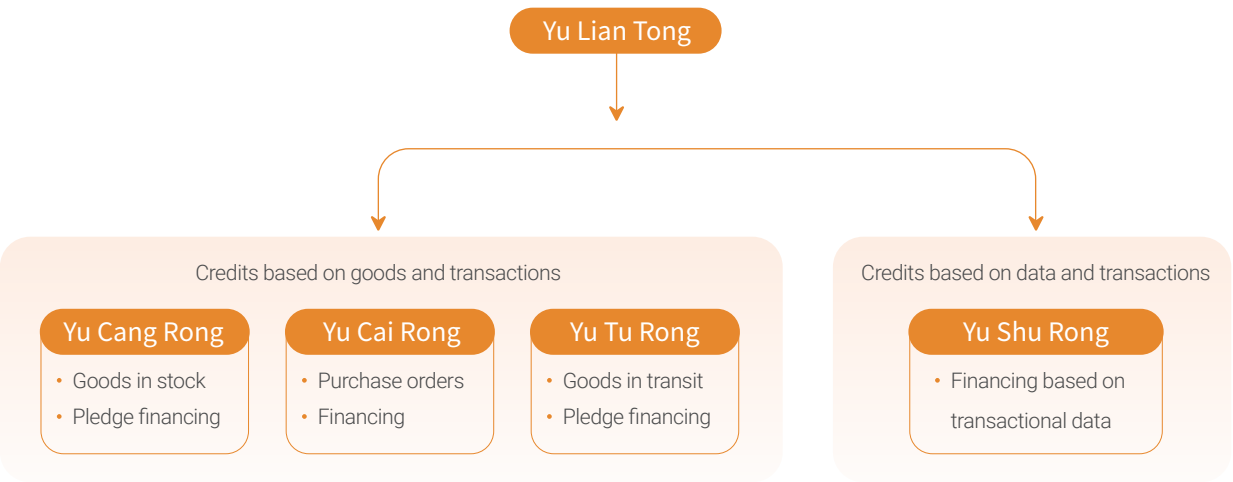 Yu Lian Tong
Credits based on goods and transactions
Yu Cang Rong
• Goods in stock
• Pledge financing
Yu Cai Rong
• Purchase orders
• Financing
Yu Tu Rong
• Goods in transit
• Pledge financing
Credits based on data and transactions
Yu Shu Rong
• Financing based on
transactional data